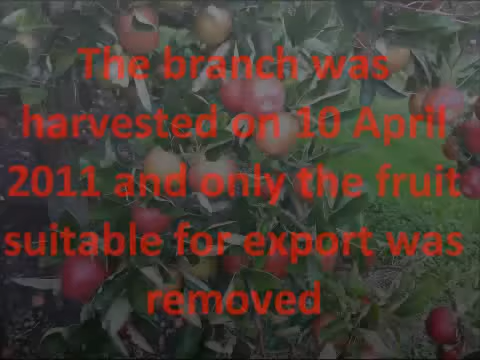 The branch was
harvested on 10 April
2011 and only the fruit
suitable for export was
removed